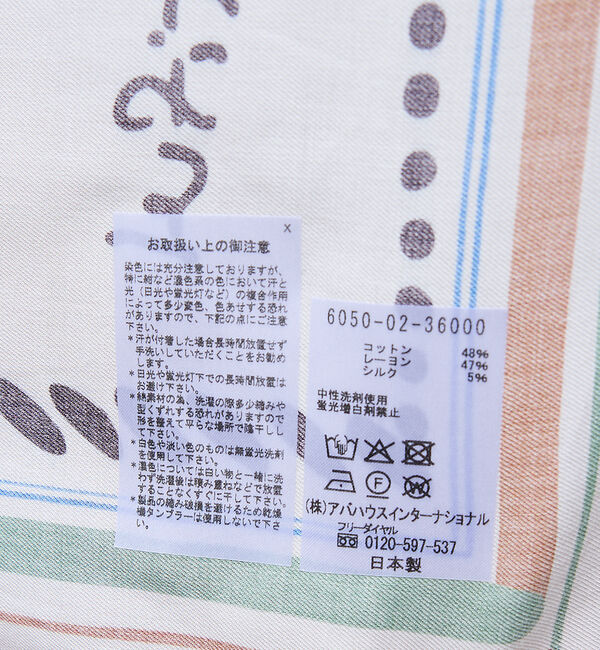 X
お取扱い上の御注意
染色には充分注意しておりますが、
特に紺など濃色系の色において汗と
光（日光や蛍光灯など）の複合作用
によって多少変色、色あせする恐れ
がありますので、下記の点にご注意
下さい。
*汗が付着した場合長時間放置せず
手洗いしていただくことをお勧め
します。
*日光や蛍光灯下での長時間放置は
お避け下さい。
*綿素材の為、洗濯の際多少縮みや
型くずれする恐れがありますので
形を整えて平らな場所で陰干しし
て下さい。
*白色や淡い色のものは無蛍光洗剤
を使用して下さい。
*濃色については白い物と一緒に洗
わず洗濯後は積み重ねなどで放置
することなくすぐに干して下さい。
*製品の縮み破損を避けるため乾燥
機タンブラーは使用しないで下さ
い。
6050-02-36000
コットン 48%
レーヨン 47%
シルク 5%
中性洗剤使用
蛍光増白剤禁止
(株)アバハウスインターナショナル
フリーダイヤル
0120-597-537
日本製